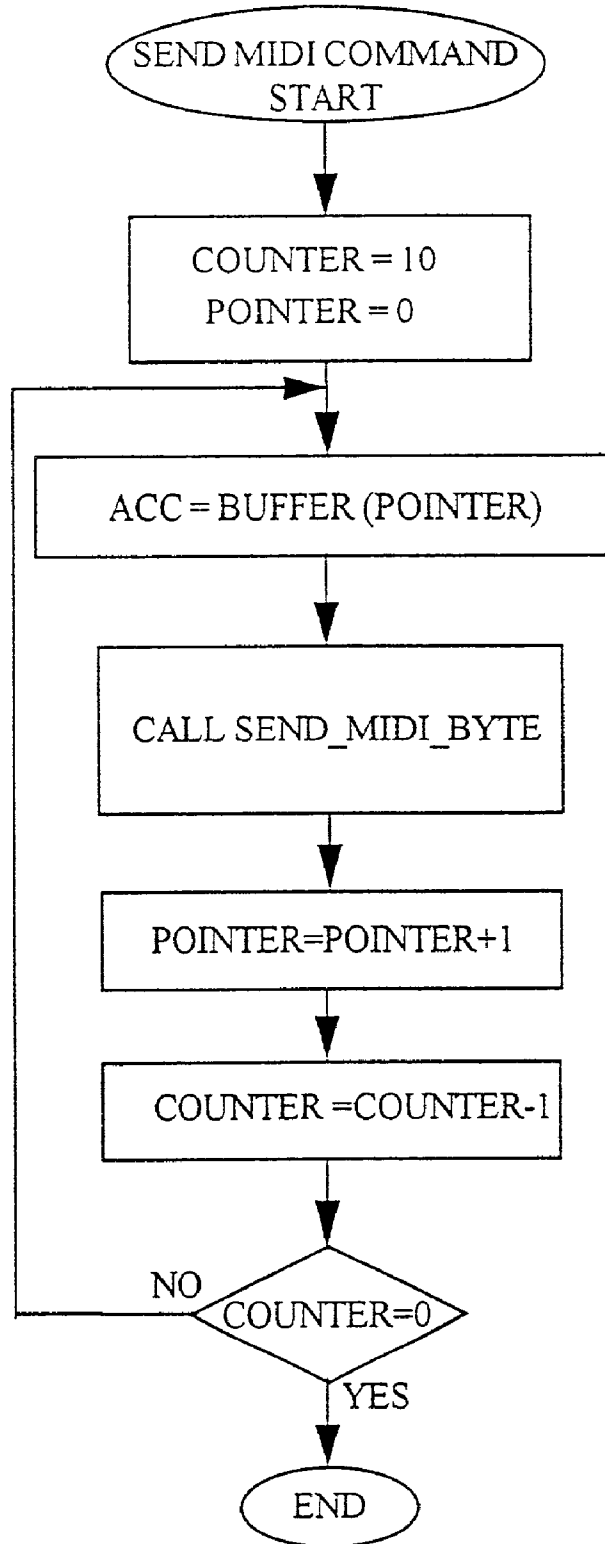 SEND MIDI COMMAND
START
COUNTER = 10
POINTER = 0
ACC = BUFFER (POINTER)
CALL SEND_MIDI_BYTE
POINTER=POINTER+1
COUNTER =COUNTER-1
NO
COUNTER=0
YES
END